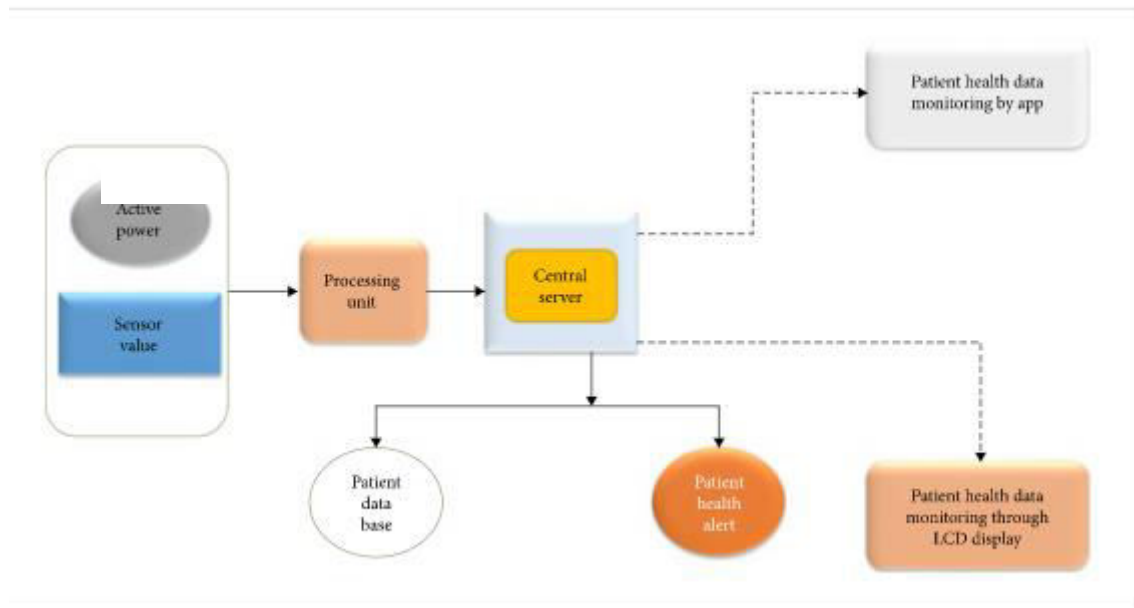 Patient health data
monitoring by app
Active
power
Sensor
value
Processing
unit
Central
server
Patient
data
base
Patient
health
alert
Patient health data
monitoring through
LCD display